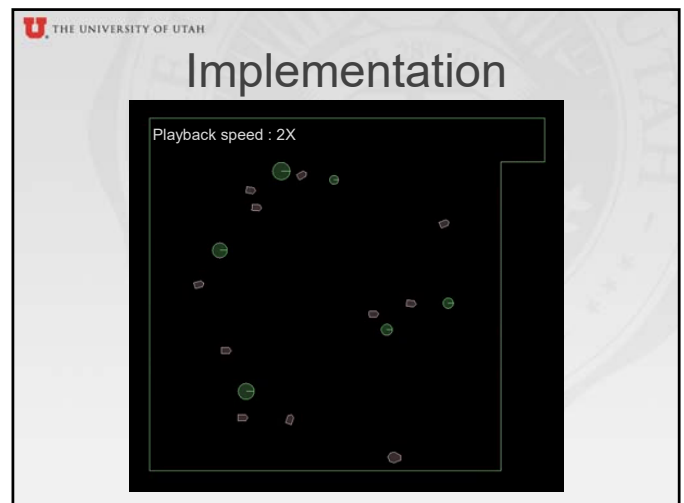 THE UNIVERSITY OF UTAH
Implementation
Playback speed : 2X